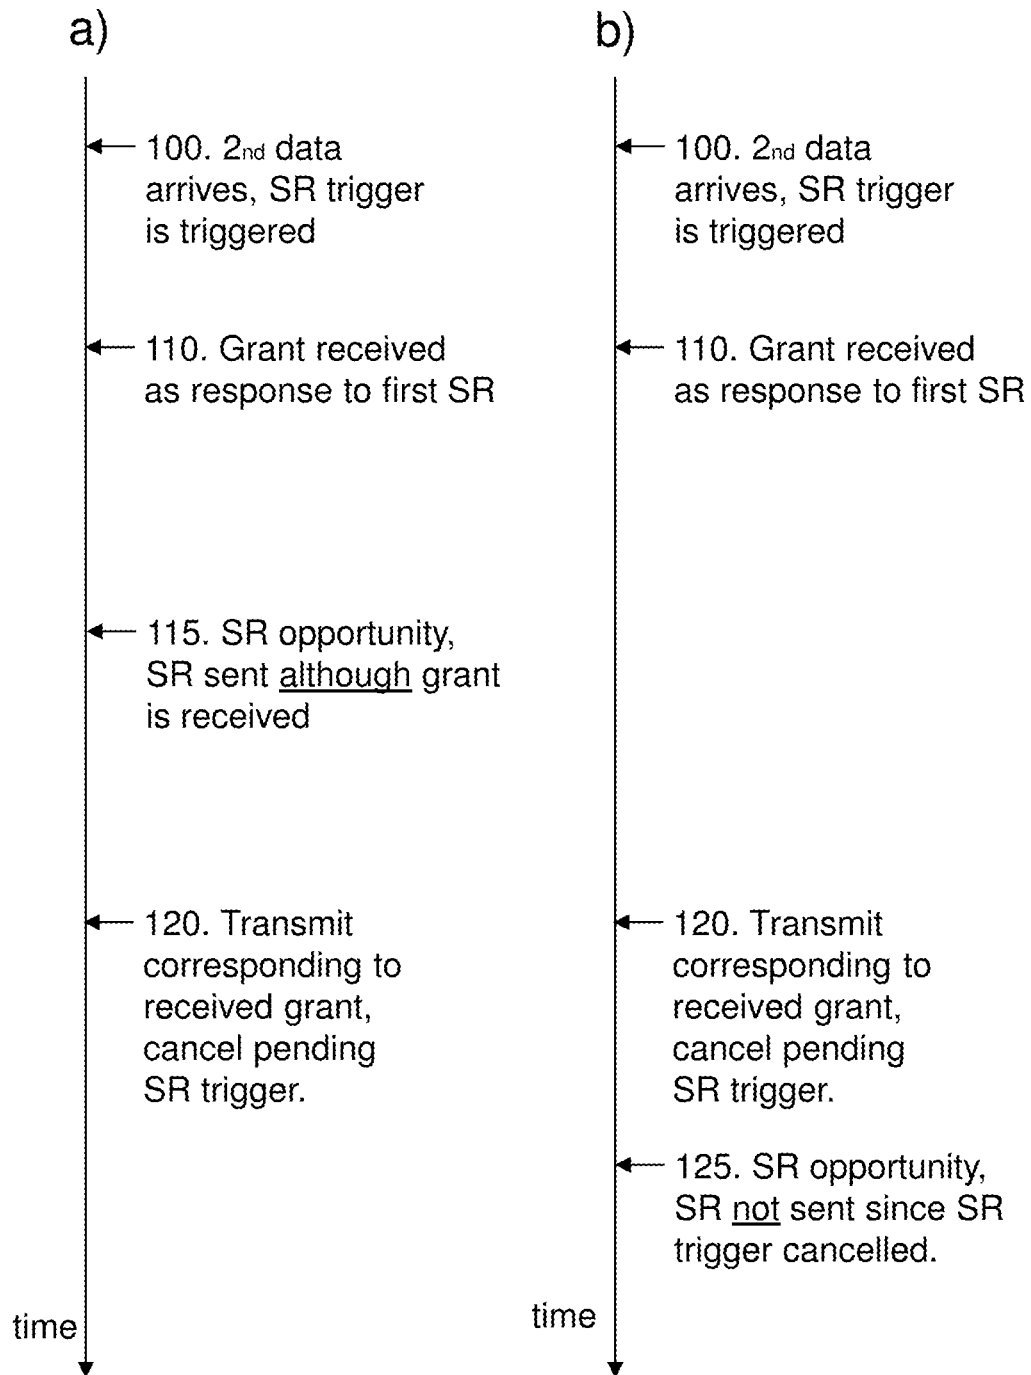 a)
100. 2nd data
arrives, SR trigger
is triggered
110. Grant received
as response to first SR
115. SR opportunity,
SR sent although grant
is received
120. Transmit
corresponding to
received grant,
cancel pending
SR trigger.
time
b)
100. 2nd data
arrives, SR trigger
is triggered
110. Grant received
as response to first SR
120. Transmit
corresponding to
received grant,
cancel pending
SR trigger.
125. SR opportunity,
SR not sent since SR
trigger cancelled.
time